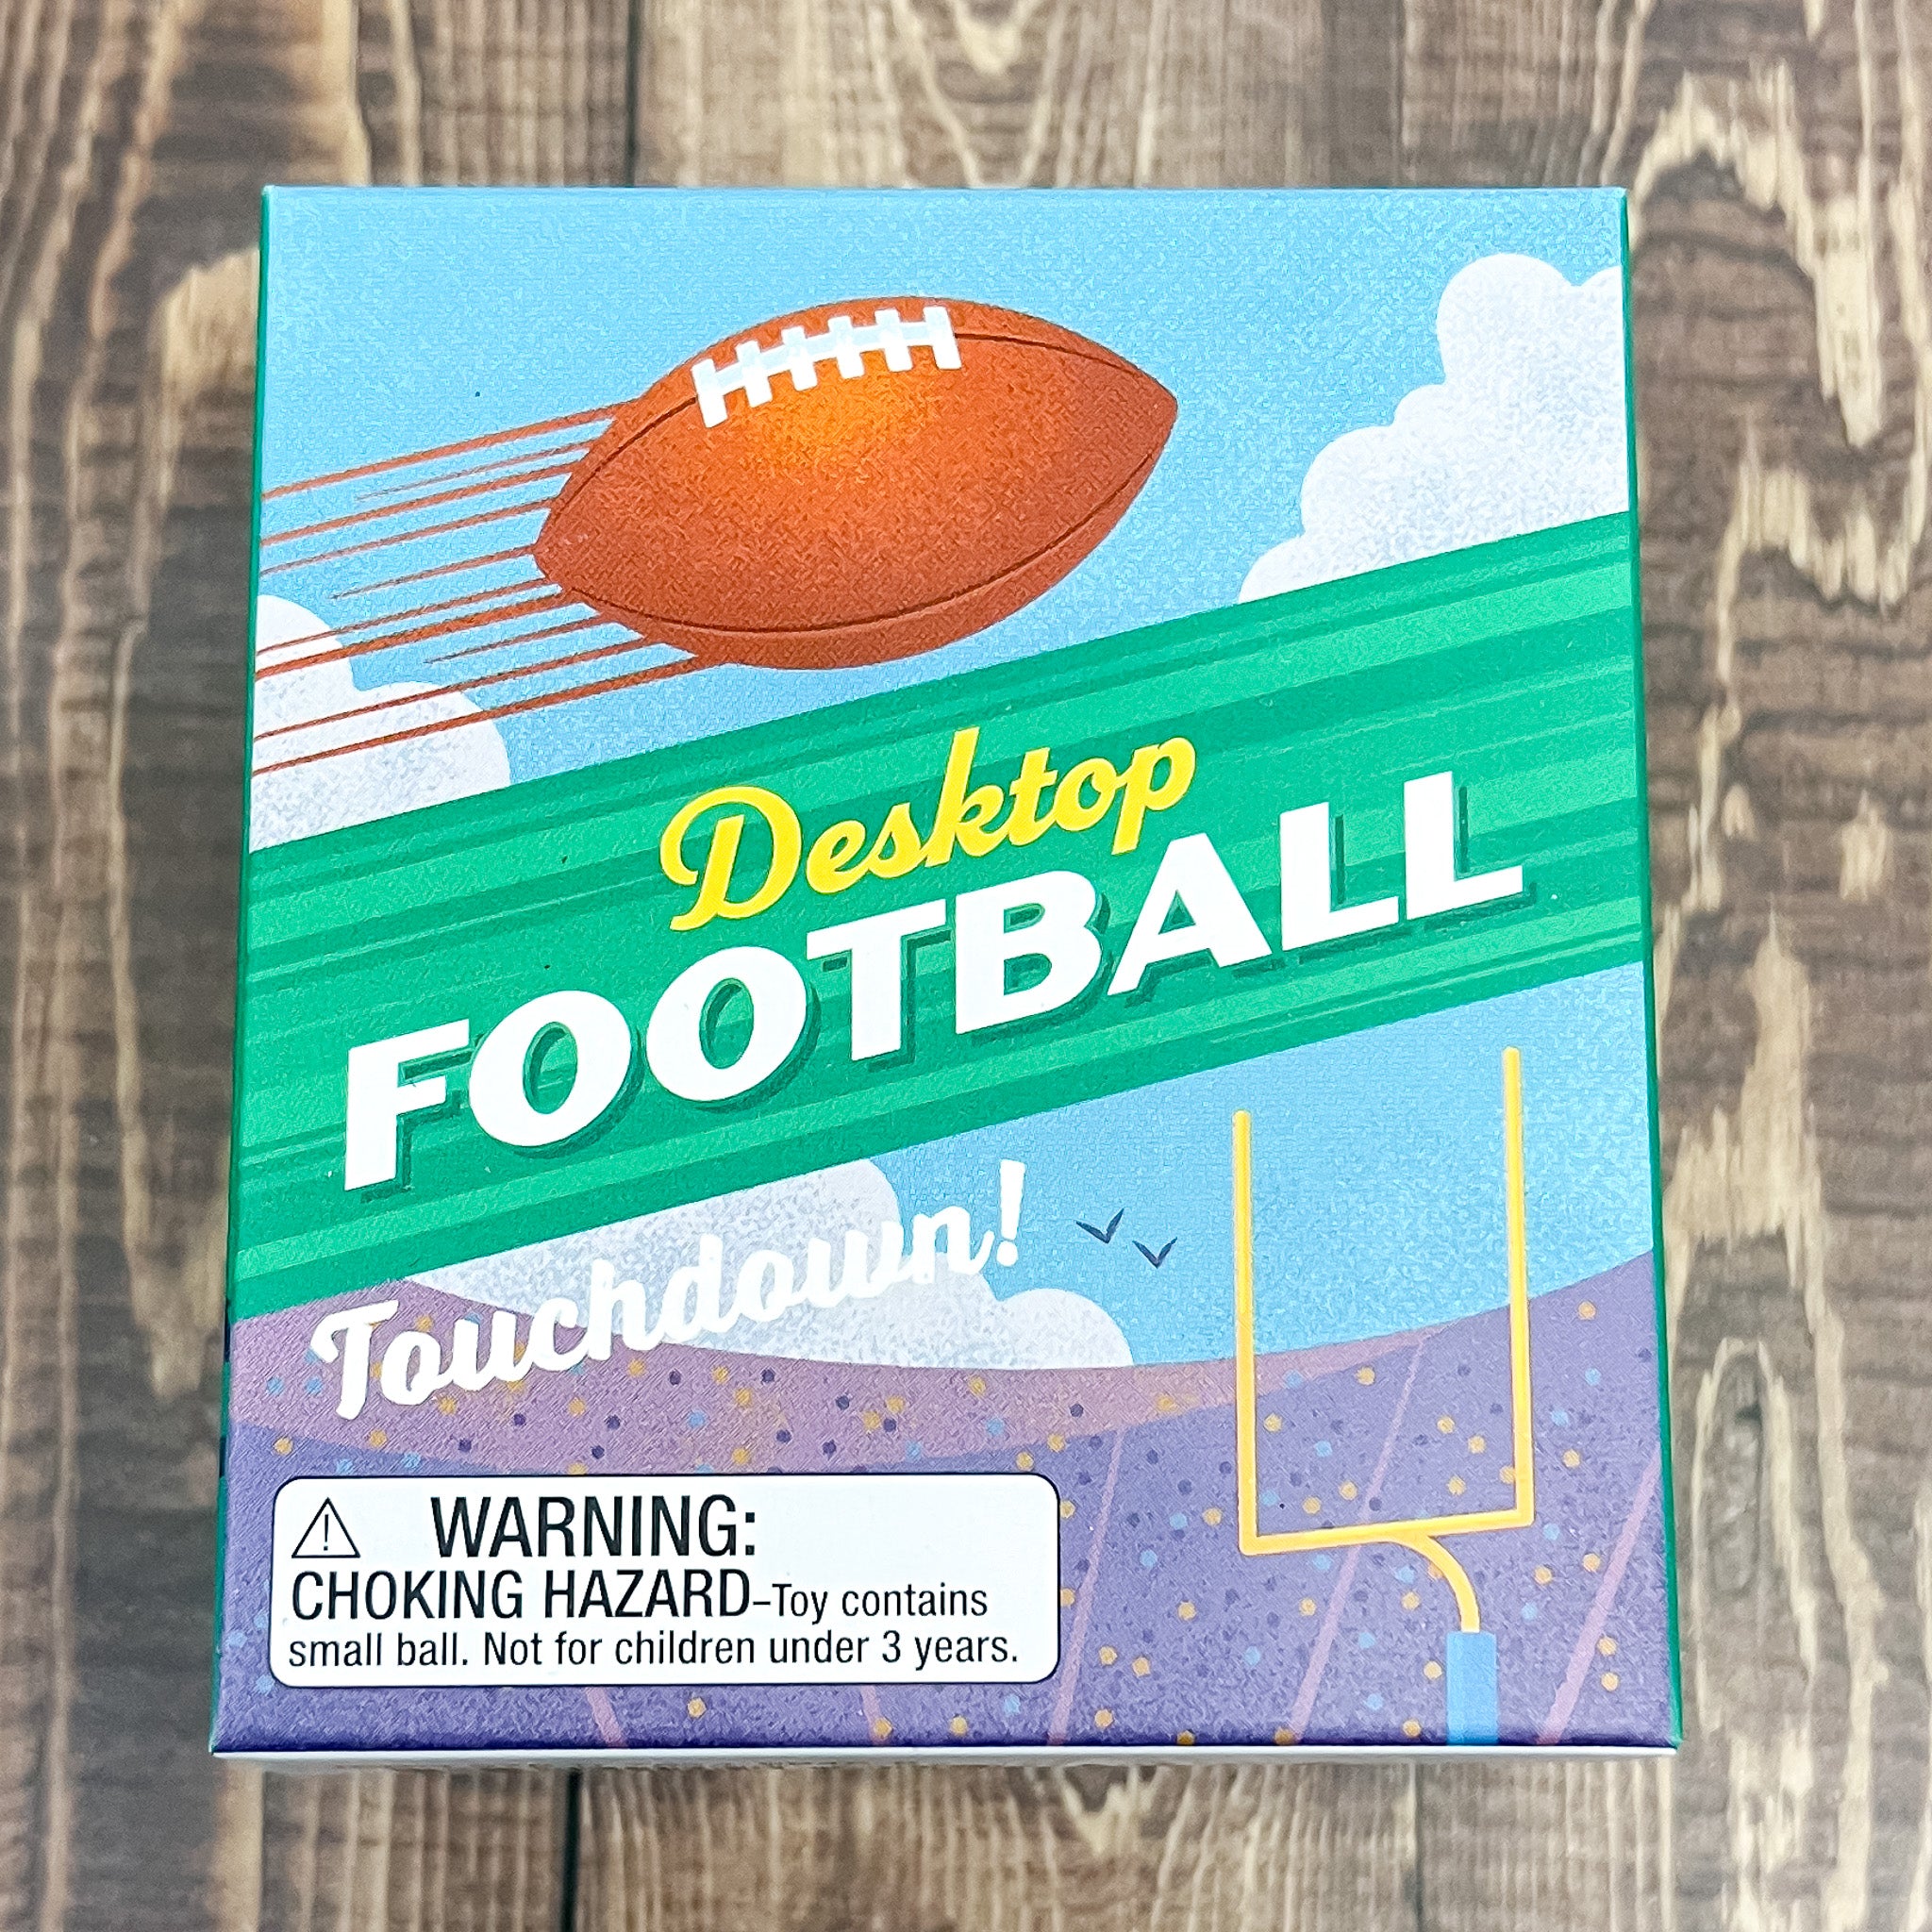 Desktop
FOOTBALL
Touchdown!
WARNING:
CHOKING HAZARD–Toy contains
small ball. Not for children under 3 years.